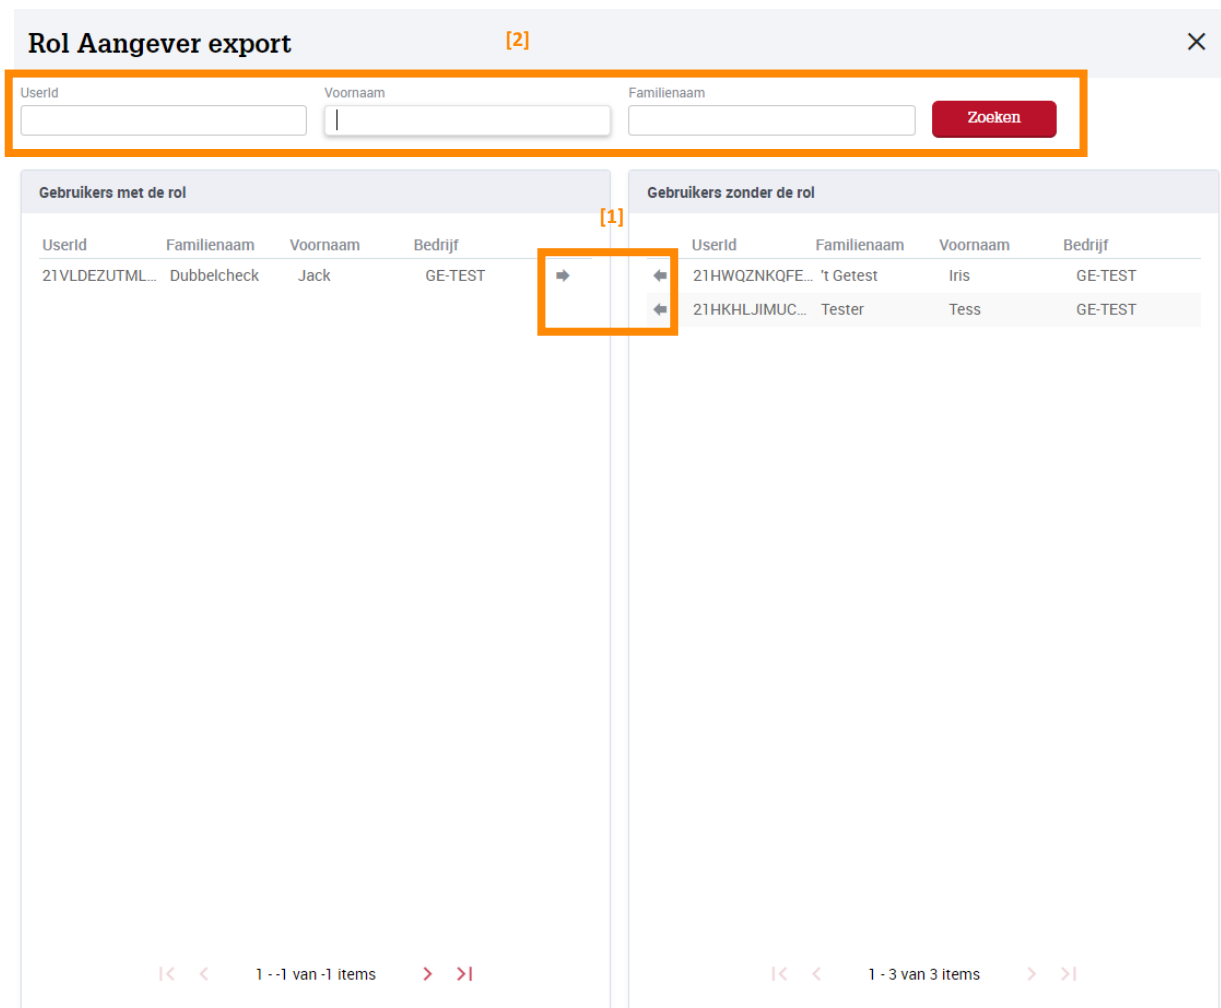 Rol Aangever export
[2]
UserId Voornaam Familienaam
Zoeken
Gebruikers met de rol
Gebruikers zonder de rol
[1]
UserId Familienaam Voornaam Bedrijf
21VLDEZUTML... Dubbelcheck Jack GE-TEST
UserId Familienaam Voornaam Bedrijf
21HWQZNKQFE... 't Getest Iris GE-TEST
21HKHLJIMUC... Tester Tess GE-TEST
1 - -1 van -1 items
1 - 3 van 3 items